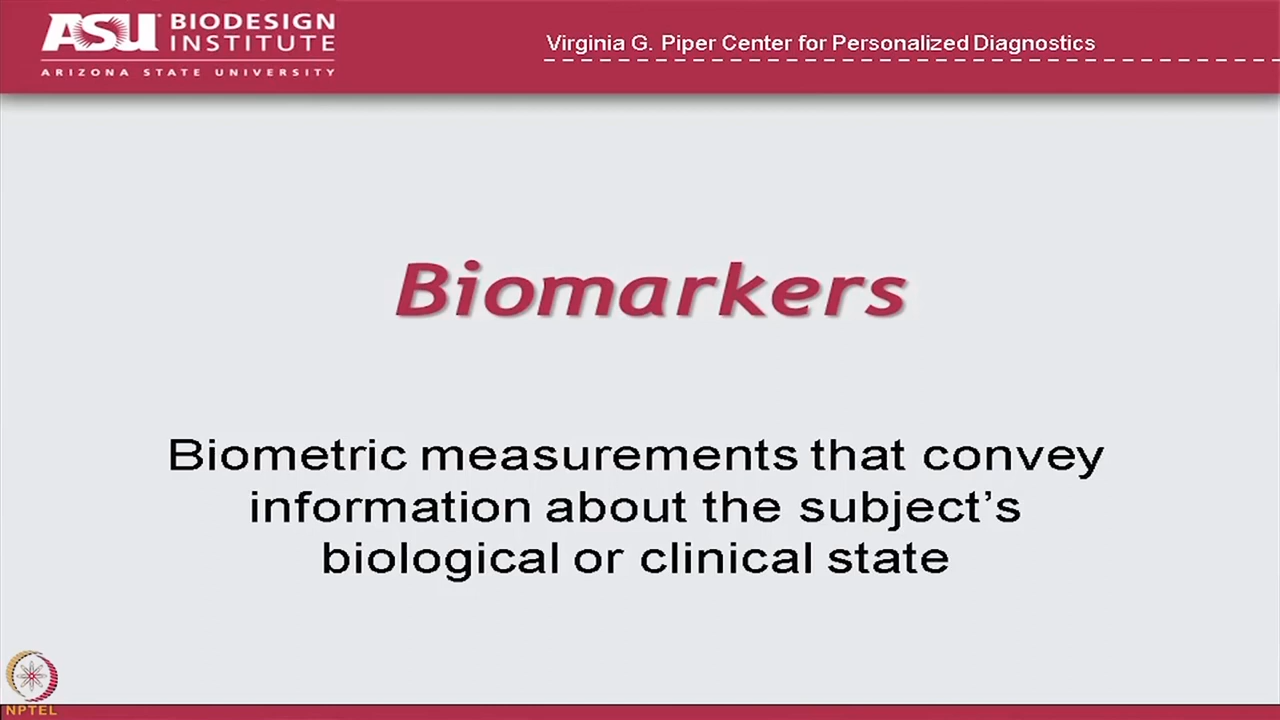 ASU BIODESIGN
INSTITUTE
ARIZONA STATE UNIVERSITY
Virginia G. Piper Center for Personalized Diagnostics
Biomarkers
Biometric measurements that convey
information about the subject's
biological or clinical state
NPTEL